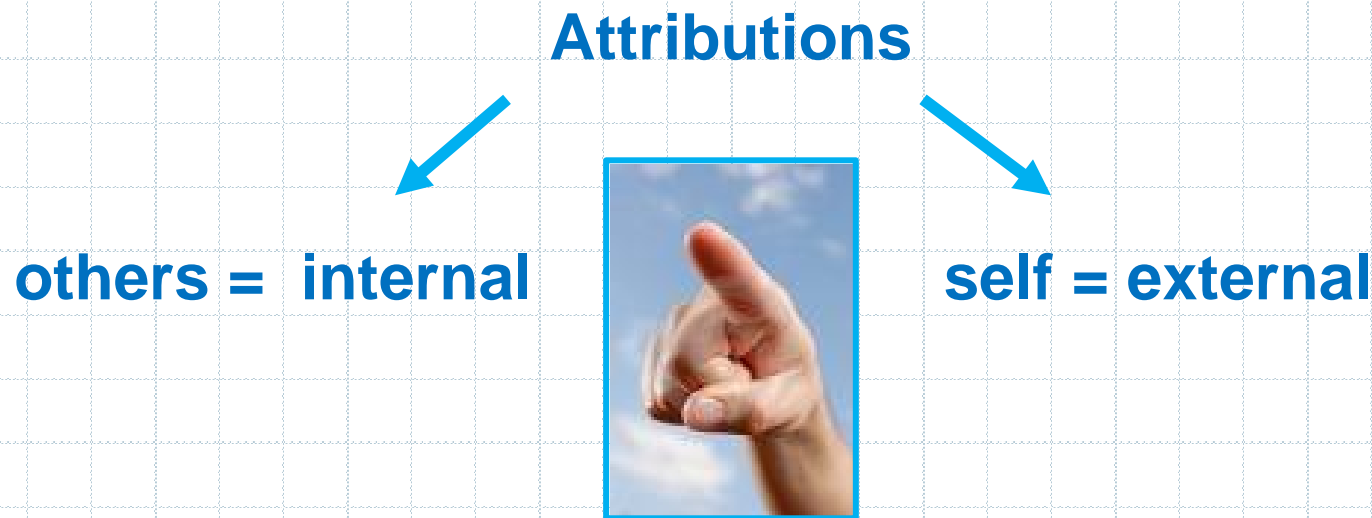 Attributions
others = internal
self = external